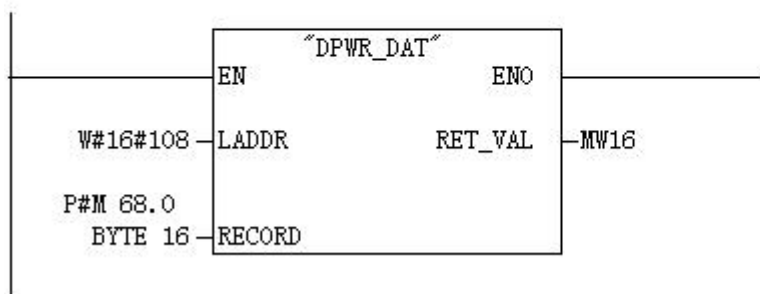 "DPWR_DAT"
EN ENO
W#16#108 LADDR RET_VAL MW16
P#M 68.0
BYTE 16 RECORD